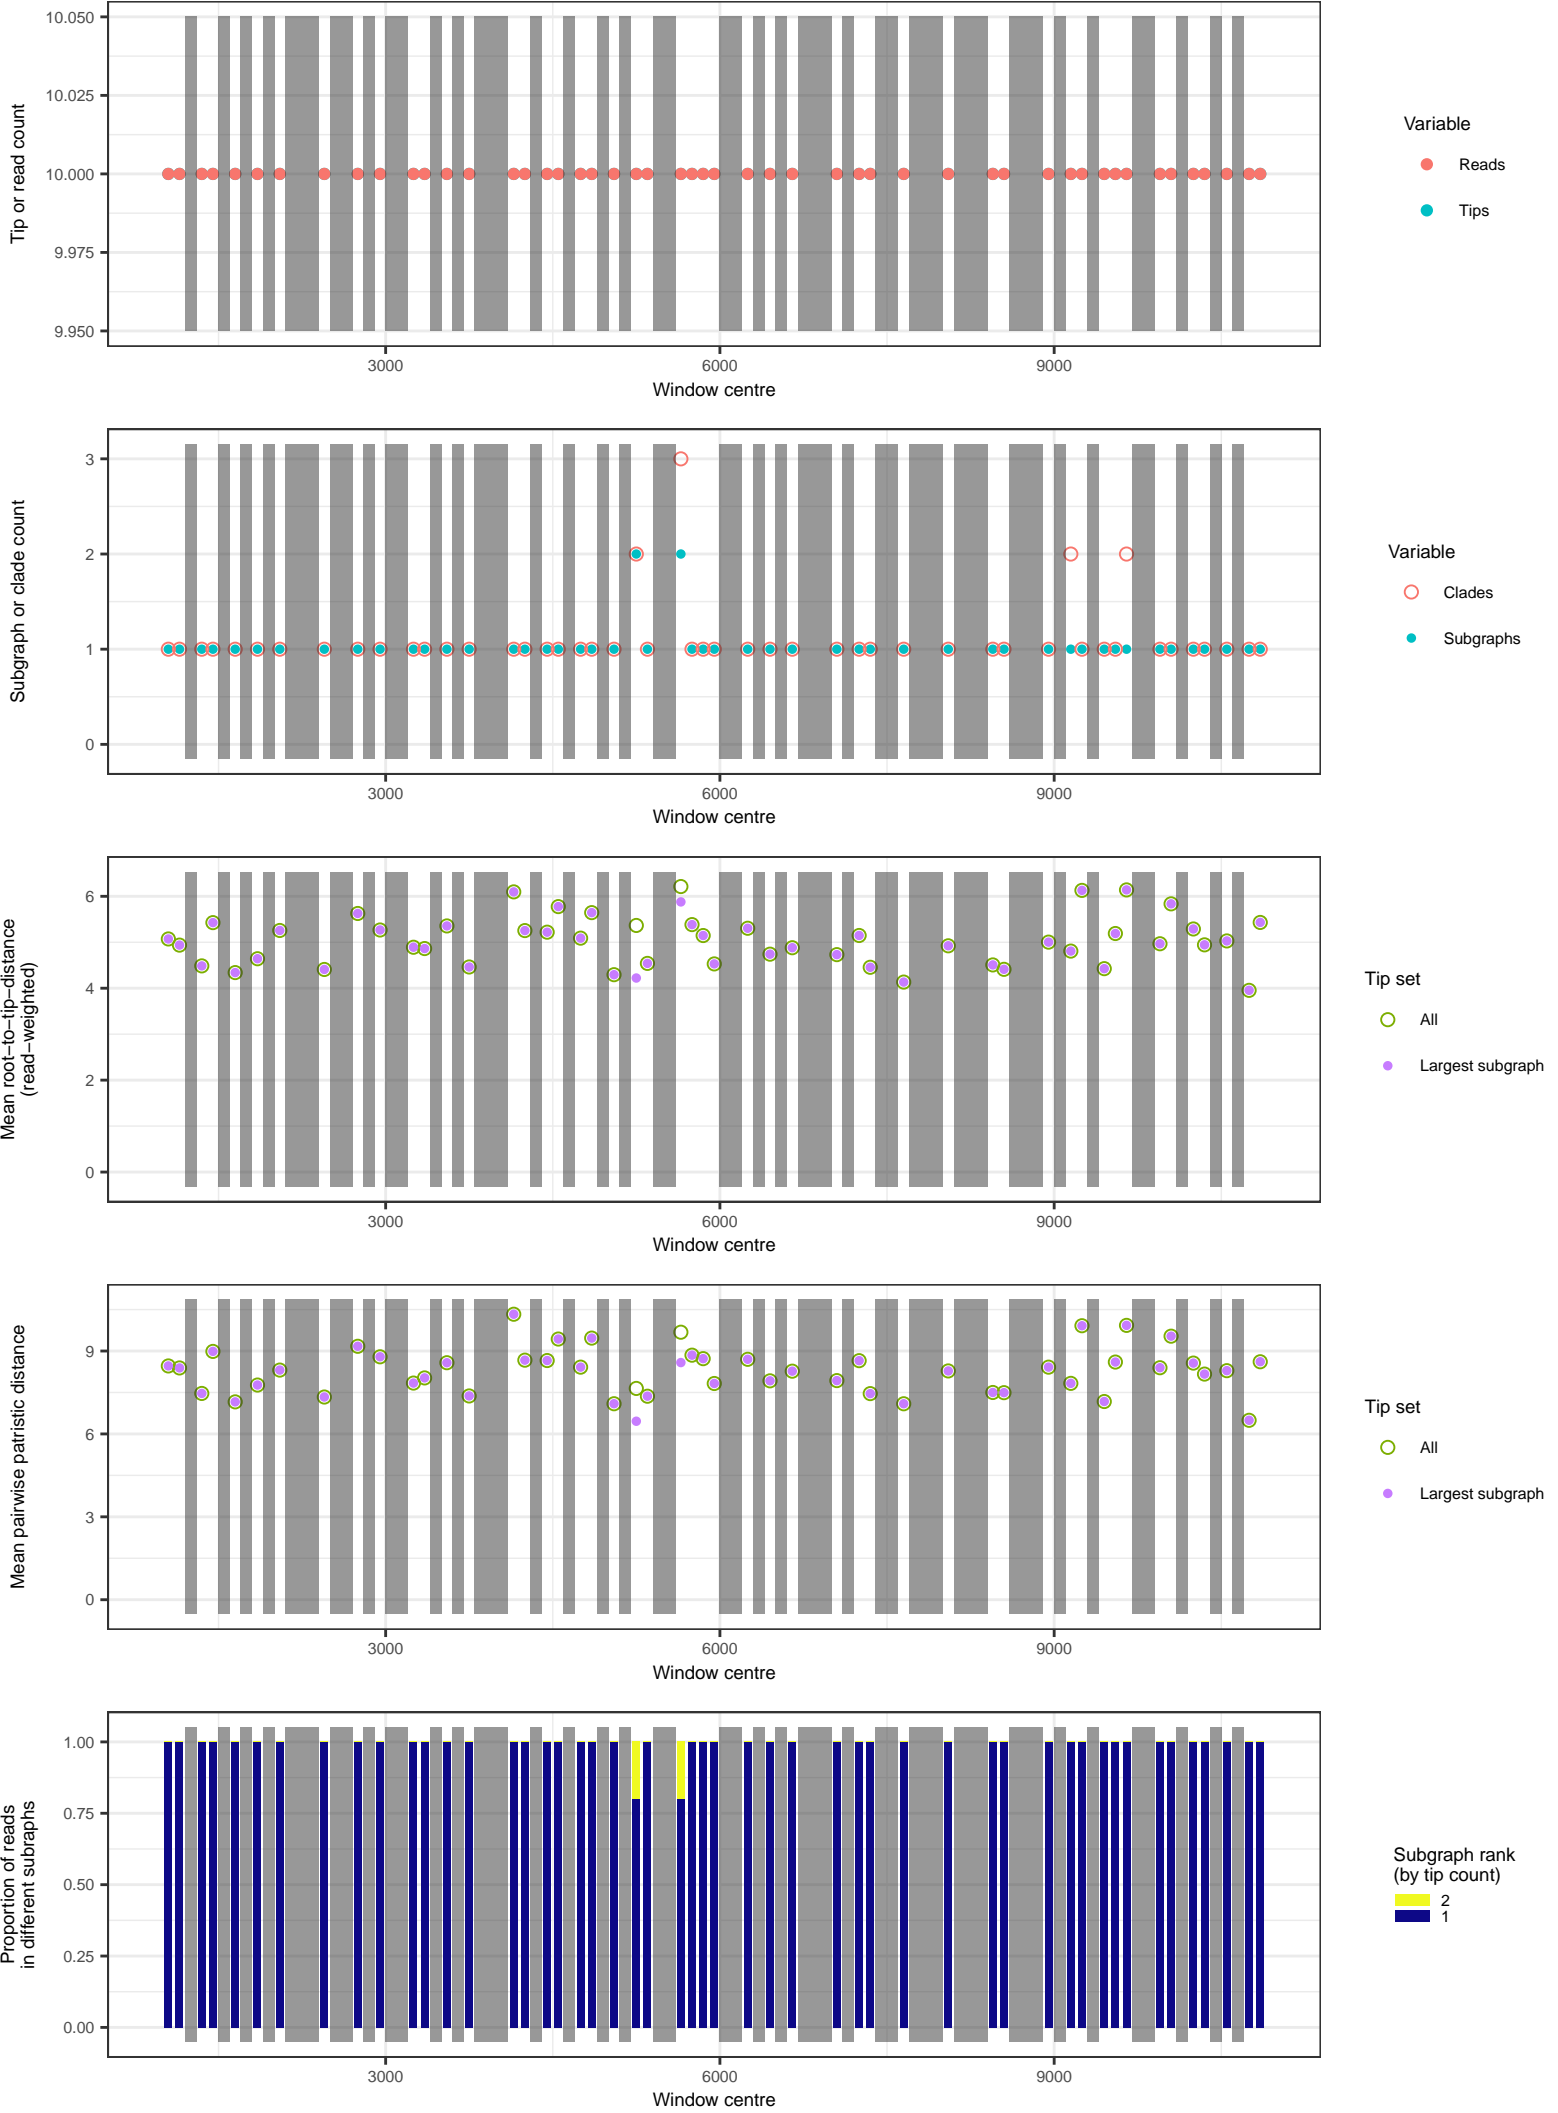 10.050
10.025
10.000
9.975
9.950
Tip or read count
3000
6000
9000
Window centre
Variable
Reads
Tips
3
2
1
0
Subgraph or clade count
3000
6000
9000
Window centre
Variable
Clades
Subgraphs
6
4
2
0
Mean root−to−tip−distance
(read−weighted)
3000
6000
9000
Window centre
Tip set
All
Largest subgraph
9
6
3
0
Mean pairwise patristic distance
3000
6000
9000
Window centre
Tip set
All
Largest subgraph
1.00
0.75
0.50
0.25
0.00
Proportion of reads
in different subraphs
3000
6000
9000
Window centre
Subgraph rank
(by tip count)
2
1